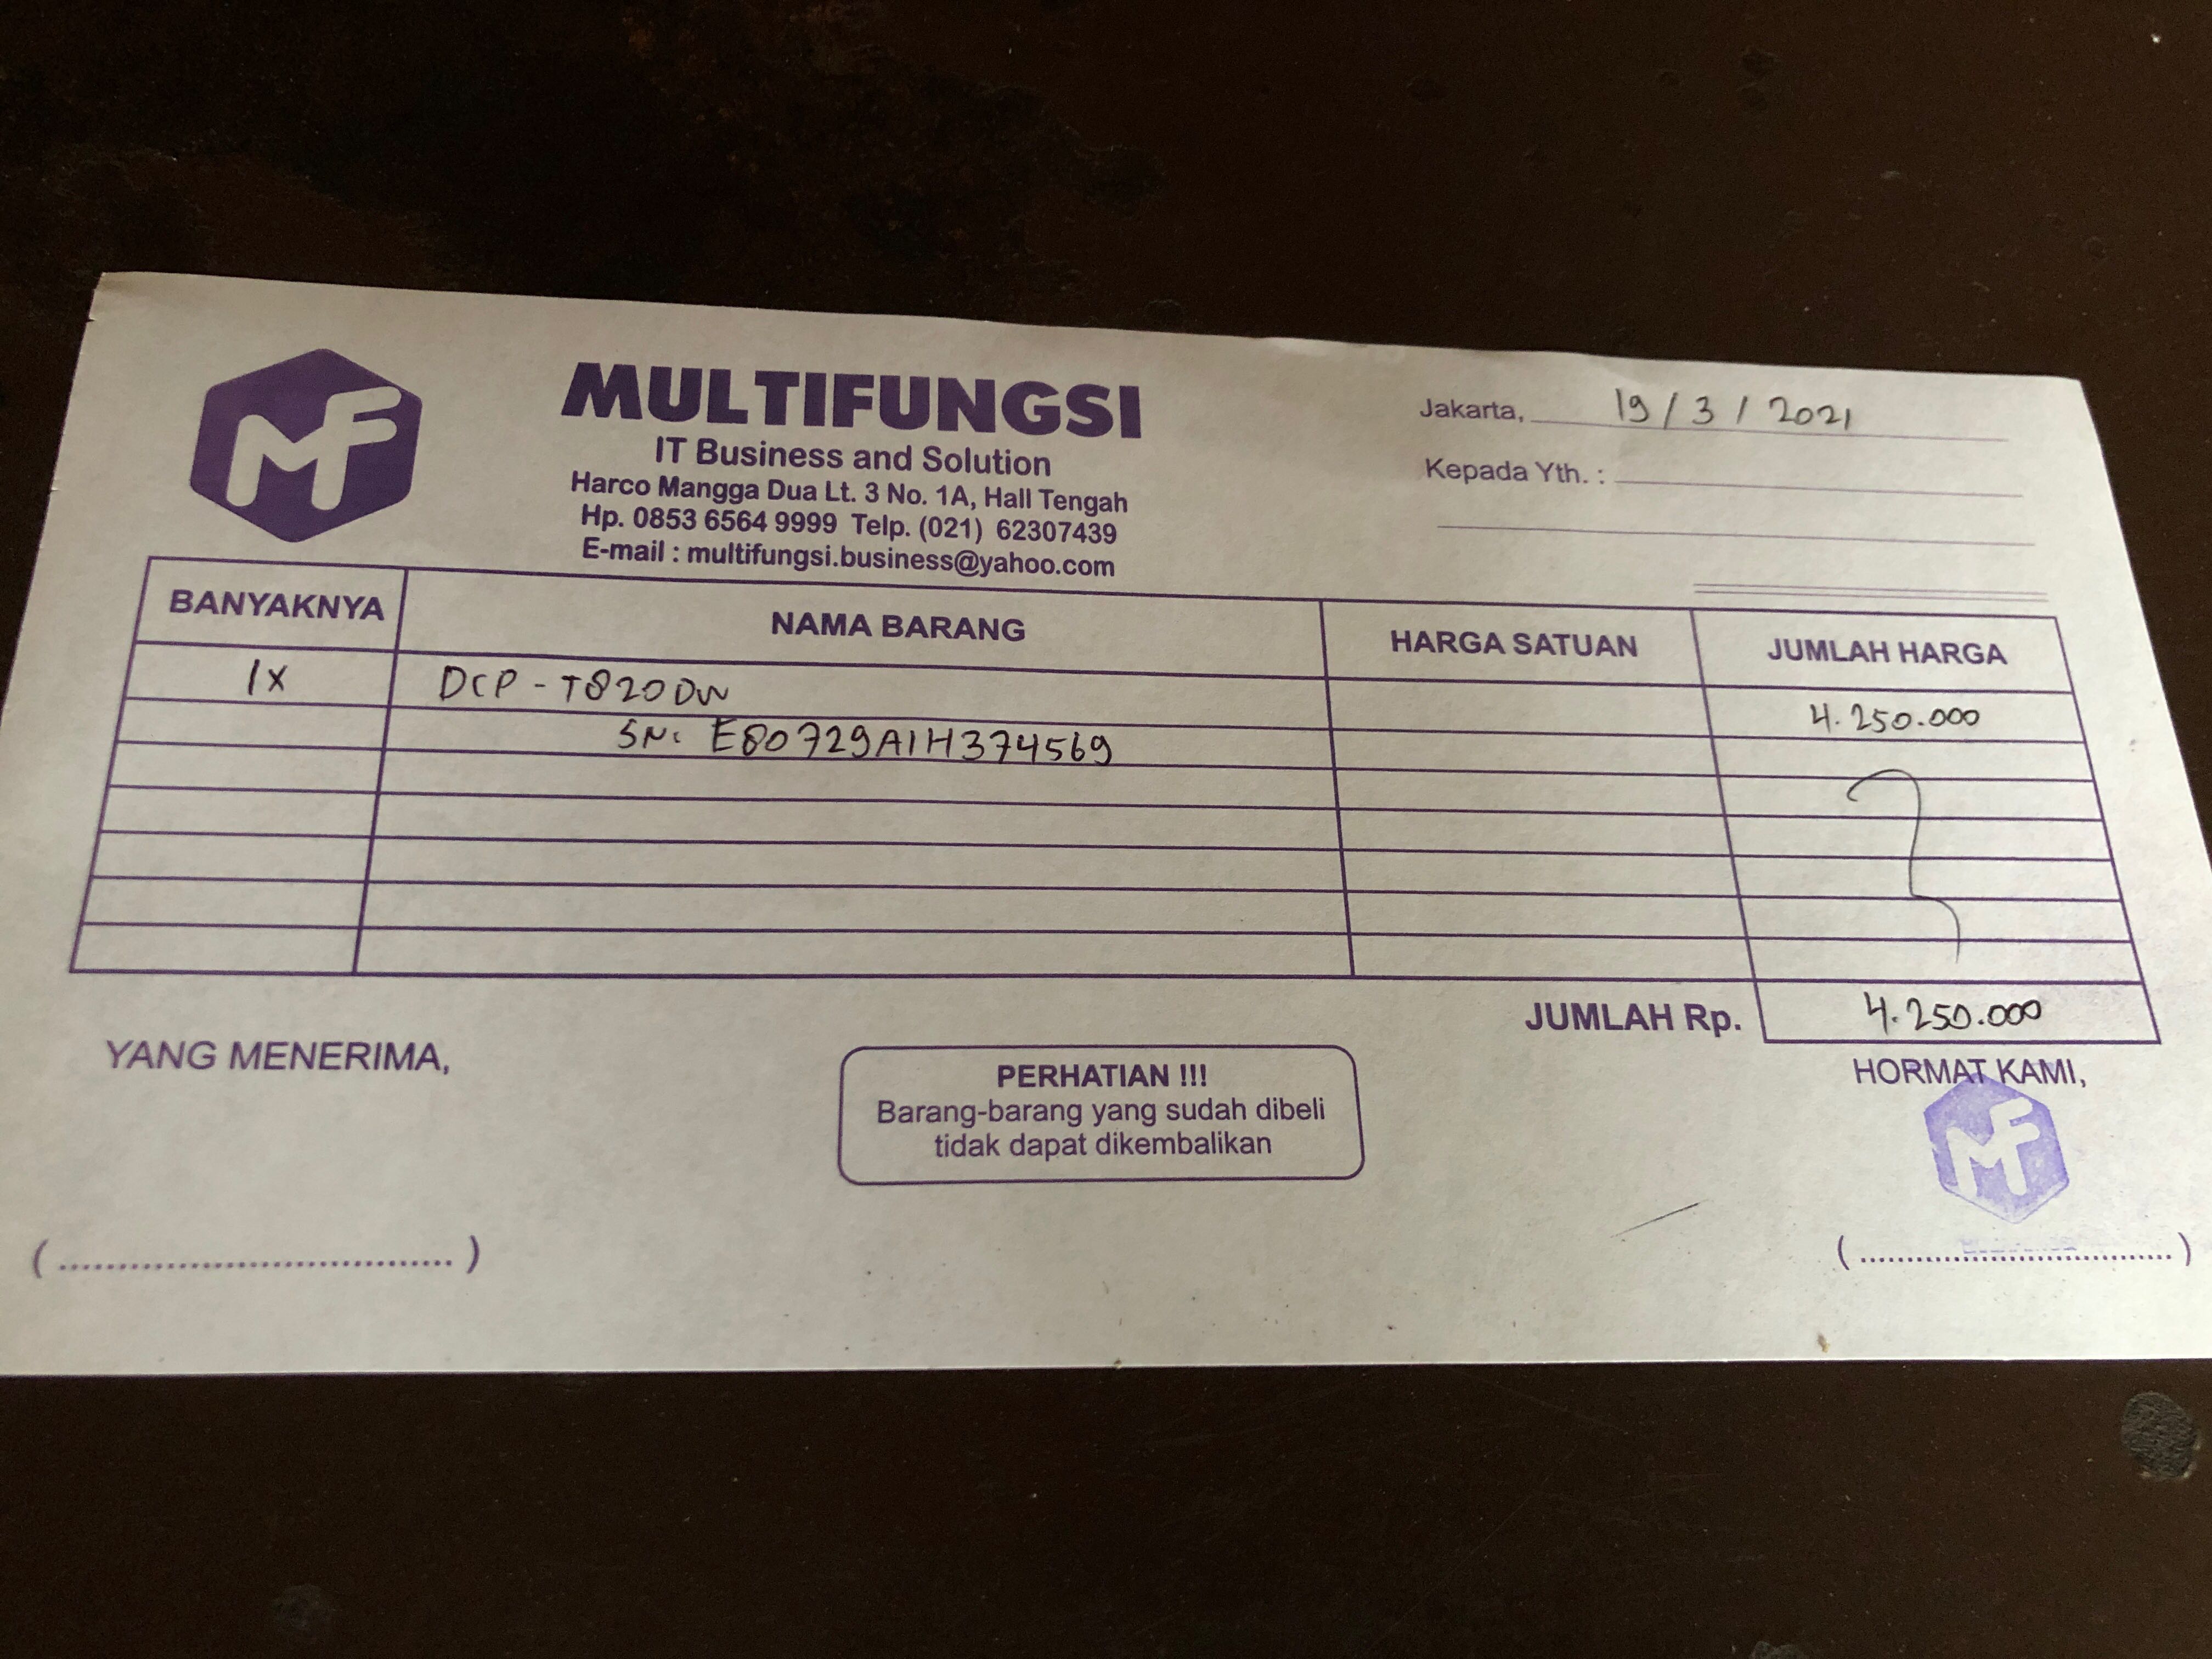 MF
MULTIFUNGSI
IT Business and Solution
Harco Mangga Dua Lt. 3 No. 1A, Hall Tengah
Hp. 0853 6564 9999 Telp. (021) 62307439
E-mail : multifungsi.business@yahoo.com
Jakarta, 19 / 3 / 2021
Kepada Yth. :
BANYAKNYA NAMA BARANG HARGA SATUAN JUMLAH HARGA
1X DCP - T820DW 4.250.000
SN: E80729A1H374569
JUMLAH Rp. 4.250.000
YANG MENERIMA,
PERHATIAN !!!
Barang-barang yang sudah dibeli
tidak dapat dikembalikan
HORMAT KAMI,
MF
(..................................)
(..................................)